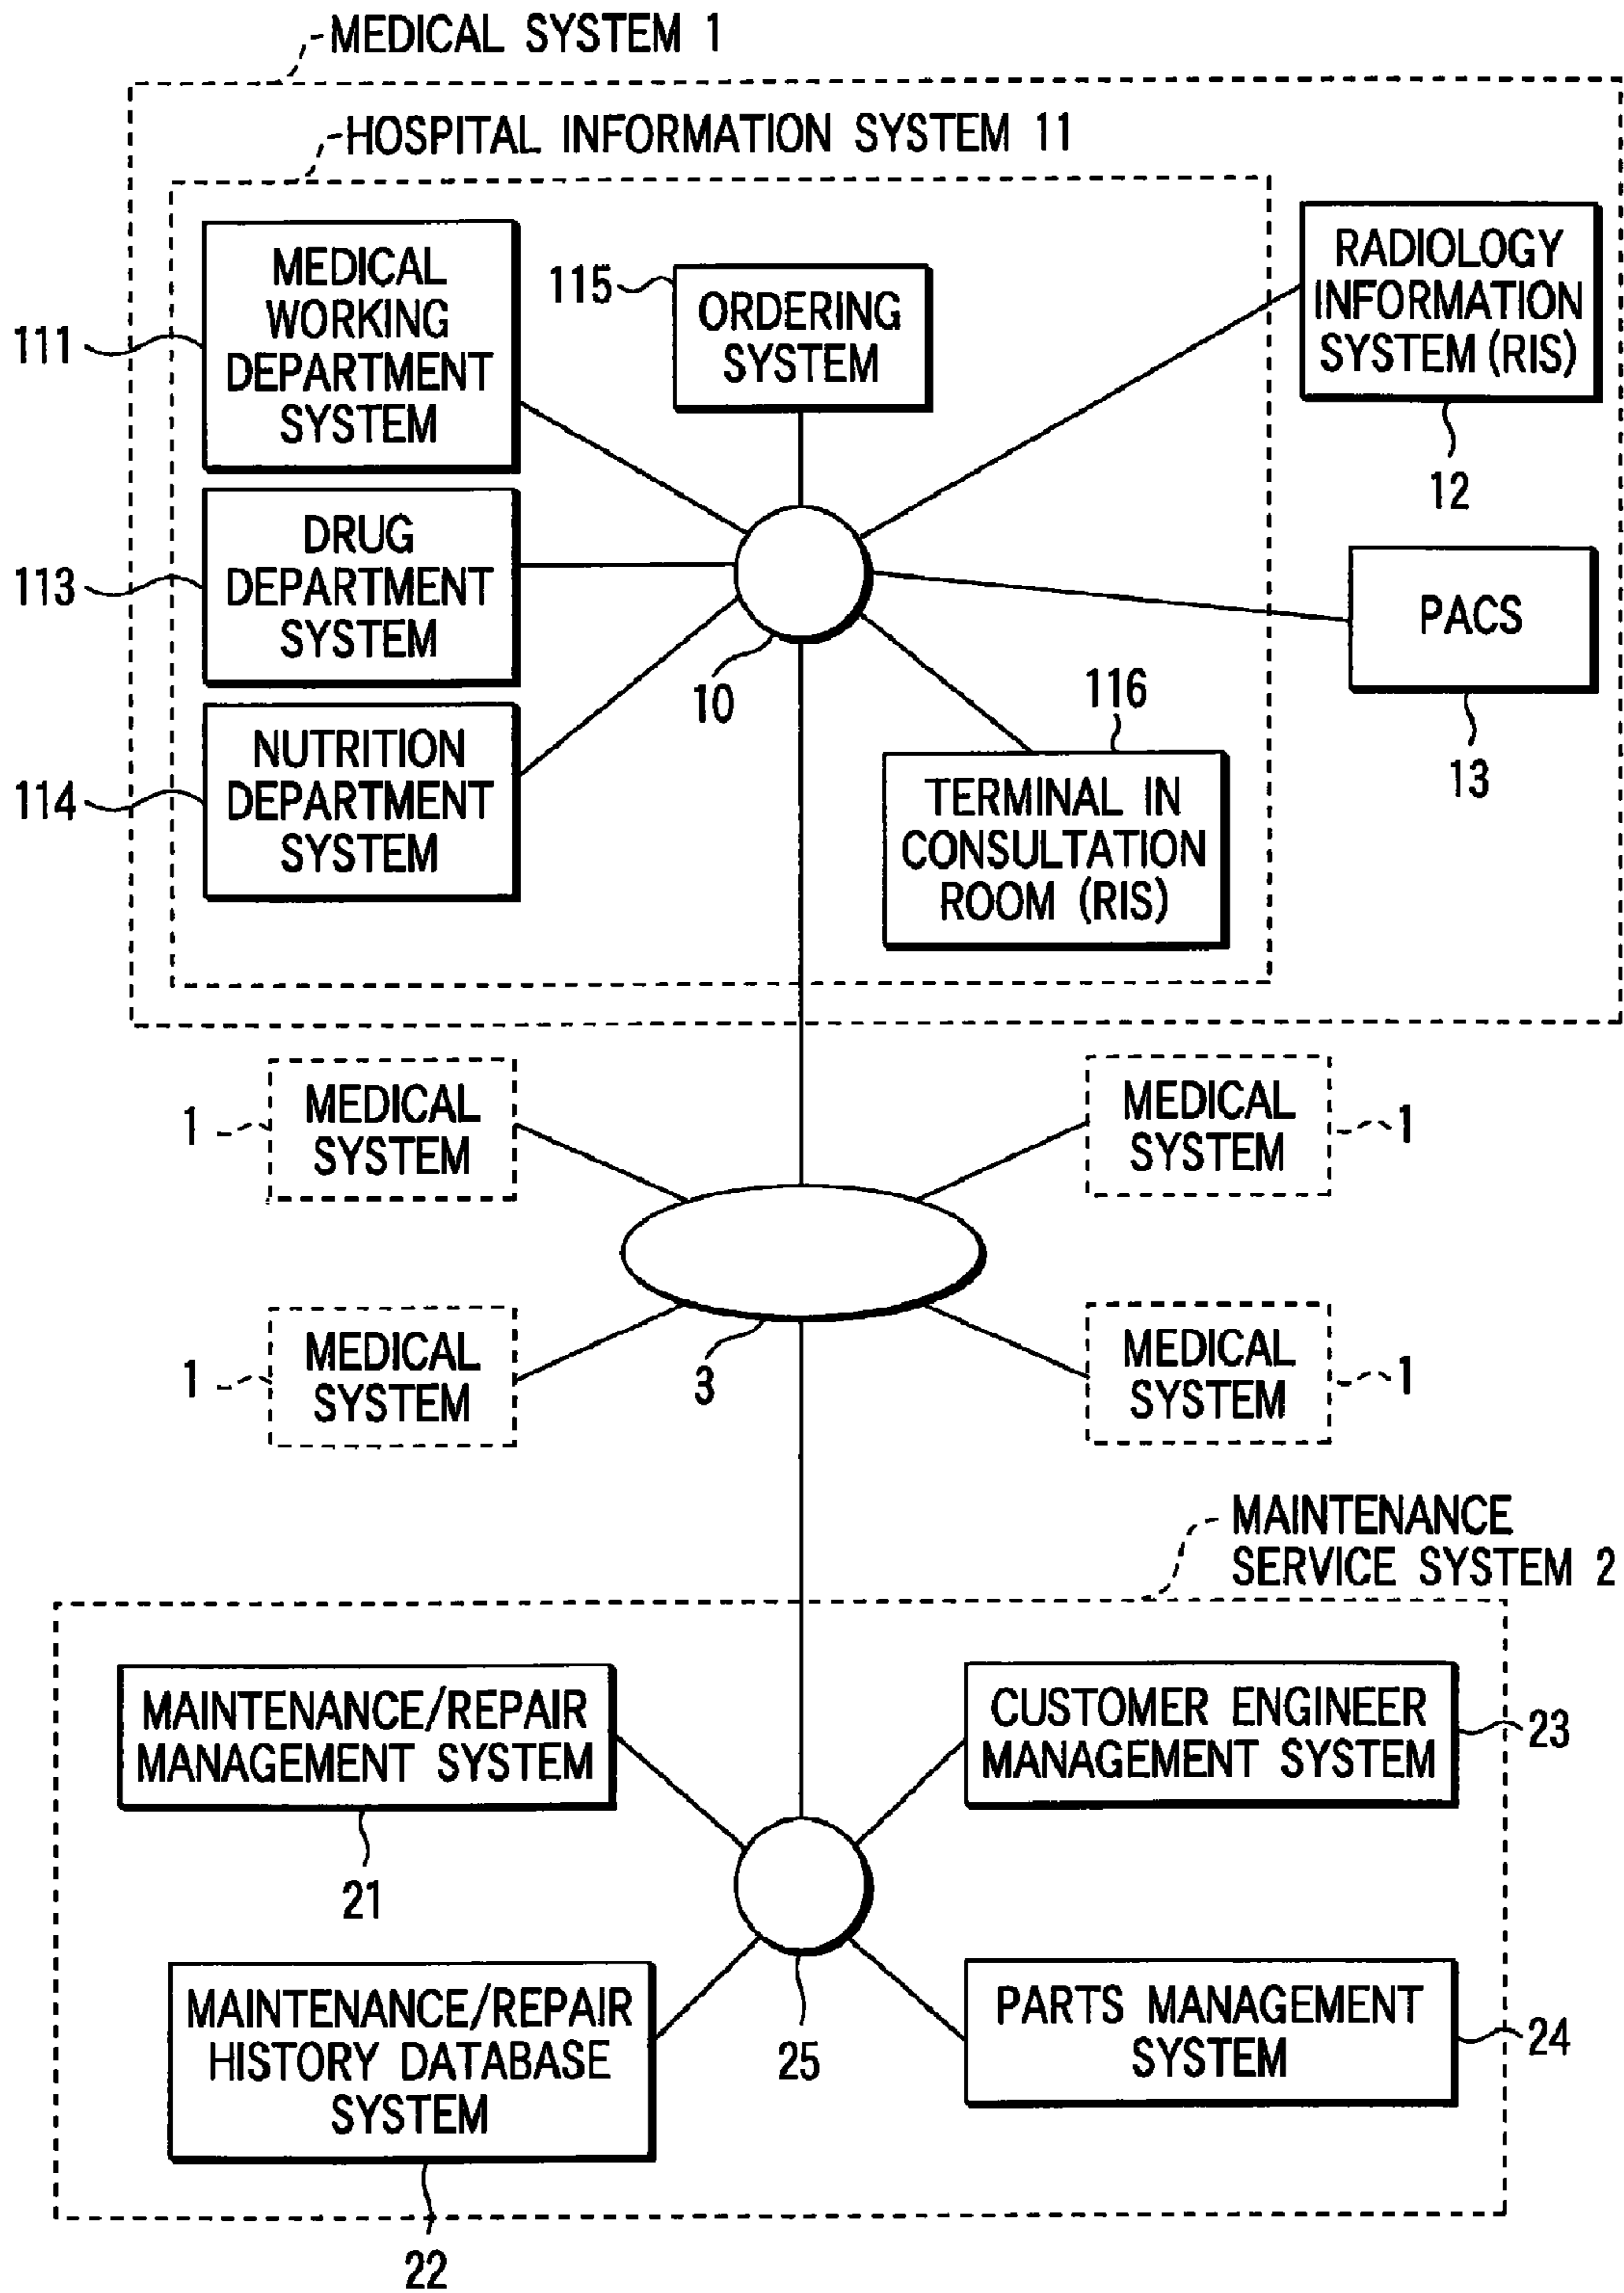 MEDICAL SYSTEM 1
HOSPITAL INFORMATION SYSTEM 11
MEDICAL
WORKING
DEPARTMENT
SYSTEM
111
115
ORDERING
SYSTEM
RADIOLOGY
INFORMATION
SYSTEM (RIS)
12
DRUG
DEPARTMENT
SYSTEM
113
10
PACS
13
NUTRITION
DEPARTMENT
SYSTEM
114
116
TERMINAL IN
CONSULTATION
ROOM (RIS)
1
MEDICAL
SYSTEM
MEDICAL
SYSTEM
1
1
MEDICAL
SYSTEM
3
MEDICAL
SYSTEM
1
MAINTENANCE
SERVICE SYSTEM 2
MAINTENANCE/REPAIR
MANAGEMENT SYSTEM
21
CUSTOMER ENGINEER
MANAGEMENT SYSTEM
23
MAINTENANCE/REPAIR
HISTORY DATABASE
SYSTEM
22
25
PARTS MANAGEMENT
SYSTEM
24